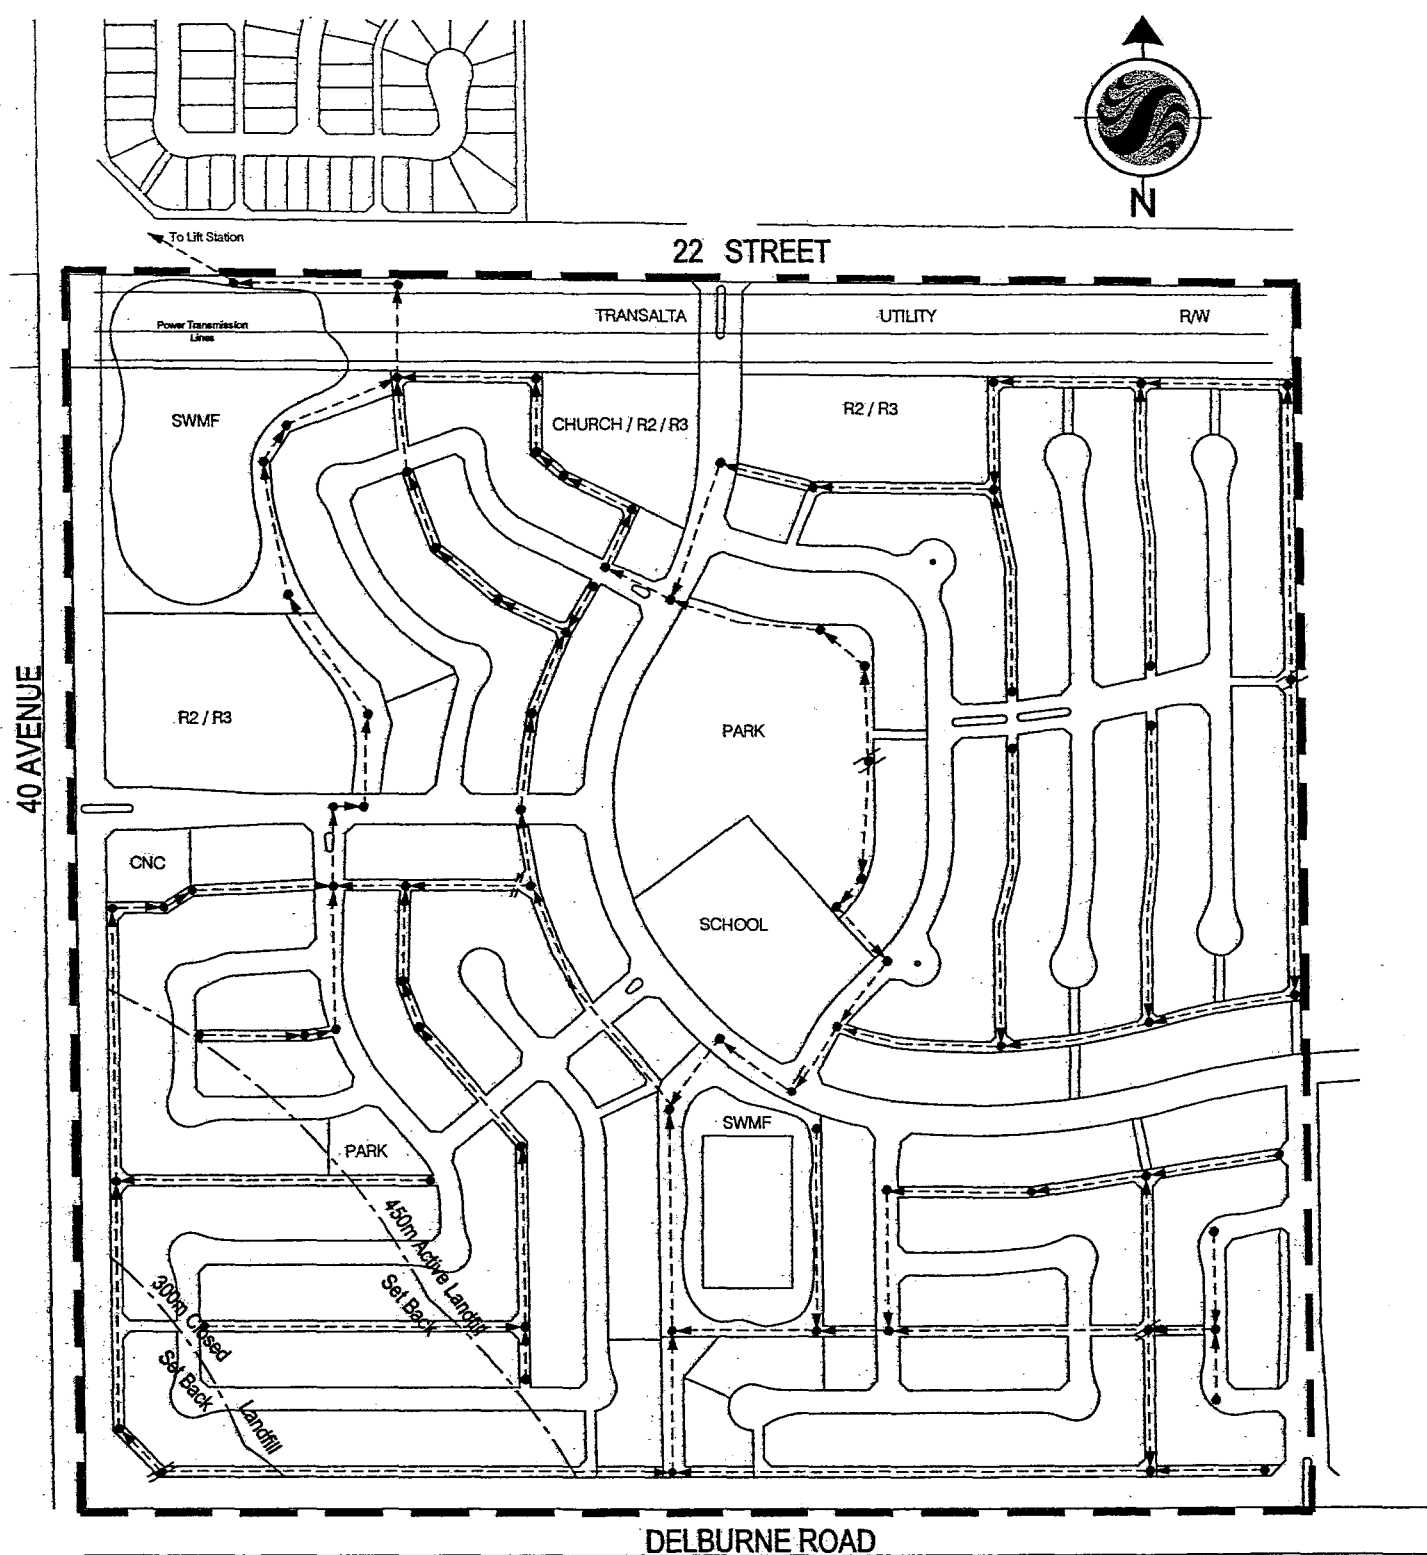 N
To Lift Station
22 STREET
Power Transmission
Lines
TRANSALTA UTILITY R/W
SWMF
CHURCH / R2 / R3
R2 / R3
40 AVENUE
R2 / R3
PARK
CNC
SCHOOL
PARK
SWMF
450m Active Landfill
Set Back
300m Closed
Landfill
Set Back
DELBURNE ROAD